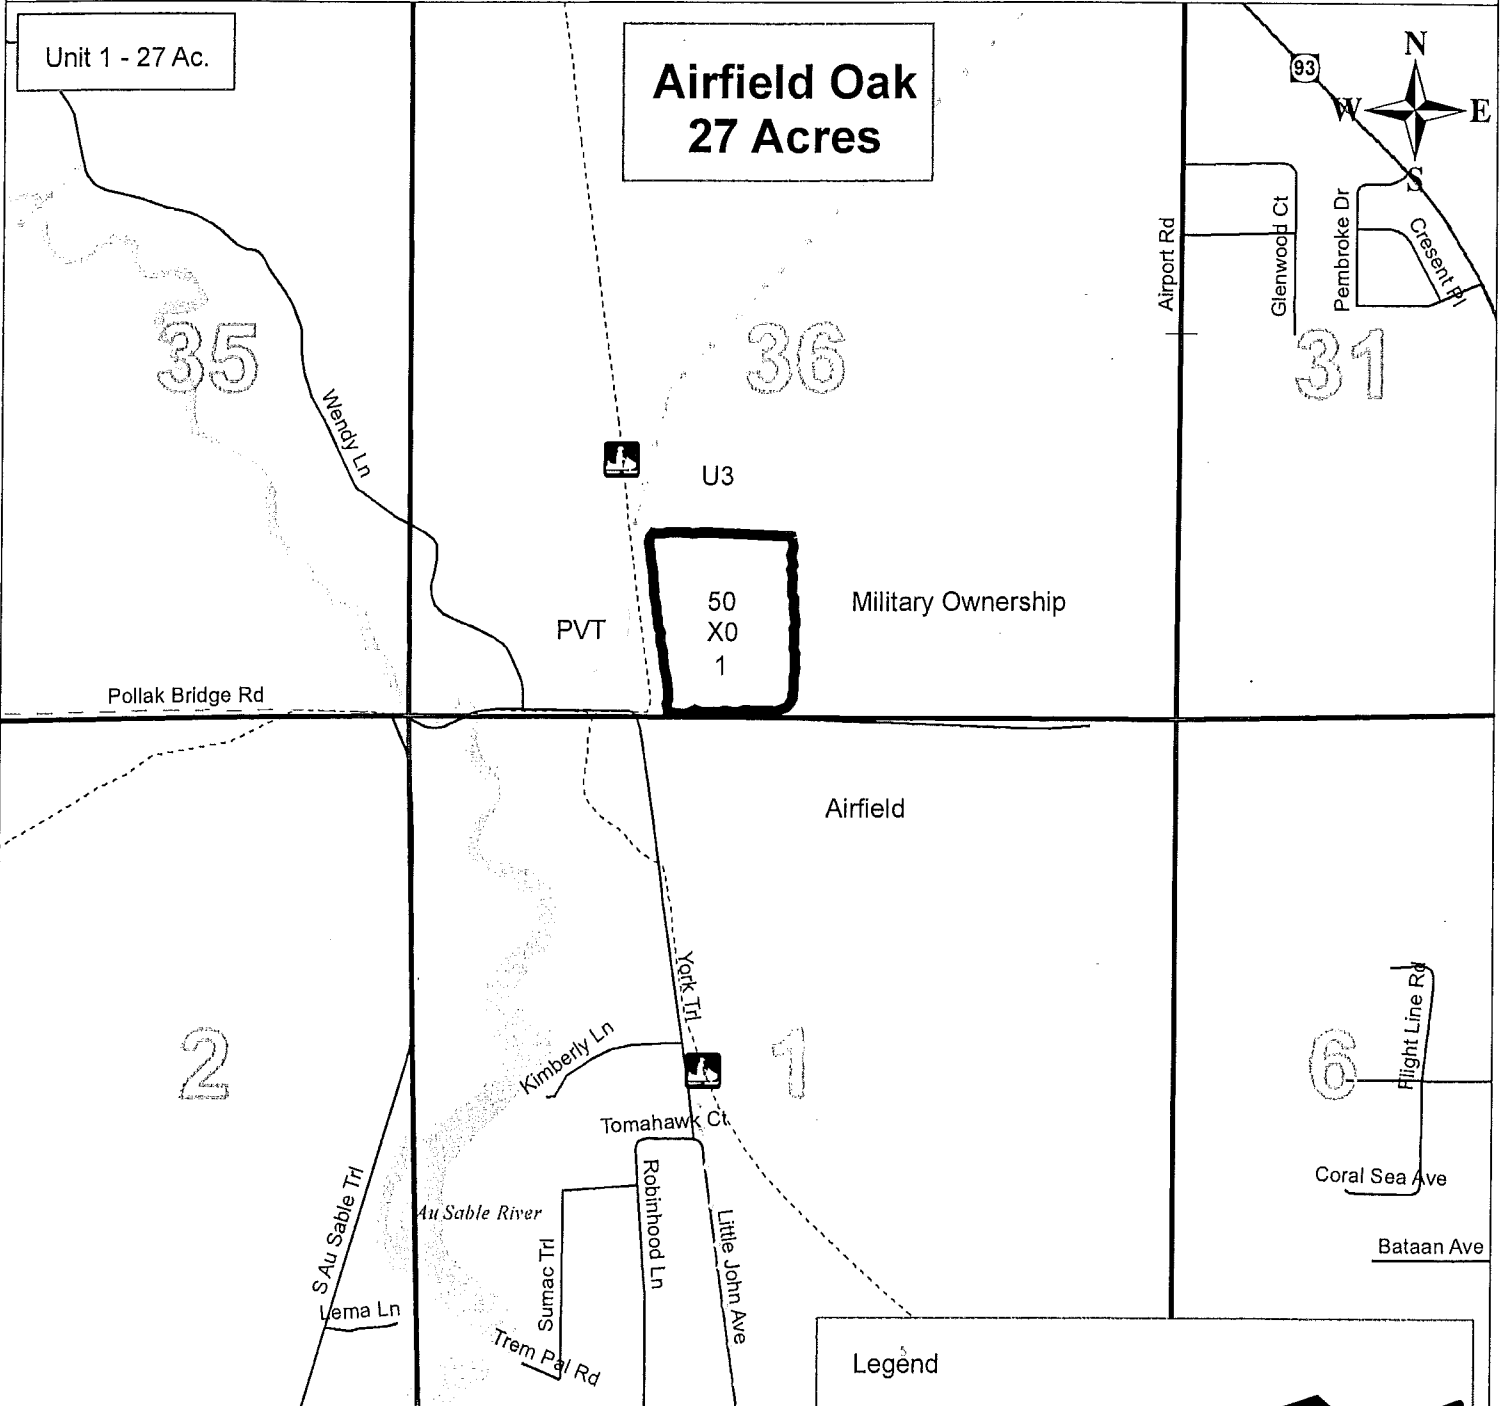 Unit 1 - 27 Ac.
Airfield Oak
27 Acres
N
93
W
E
S
Airport Rd
Glenwood Ct
Pembroke Dr
Cresent Pl
35
36
31
Wendy Ln
U3
50
X0
1
Military Ownership
PVT
Pollak Bridge Rd
Airfield
York Trl
Flight Line Rd
2
1
6
Kimberly Ln
Tomahawk Ct
Robinhood Ln
Coral Sea Ave
S Au Sable Trl
Au Sable River
Sumac Trl
Little John Ave
Bataan Ave
Lema Ln
Trem Pal Rd
5
Legend